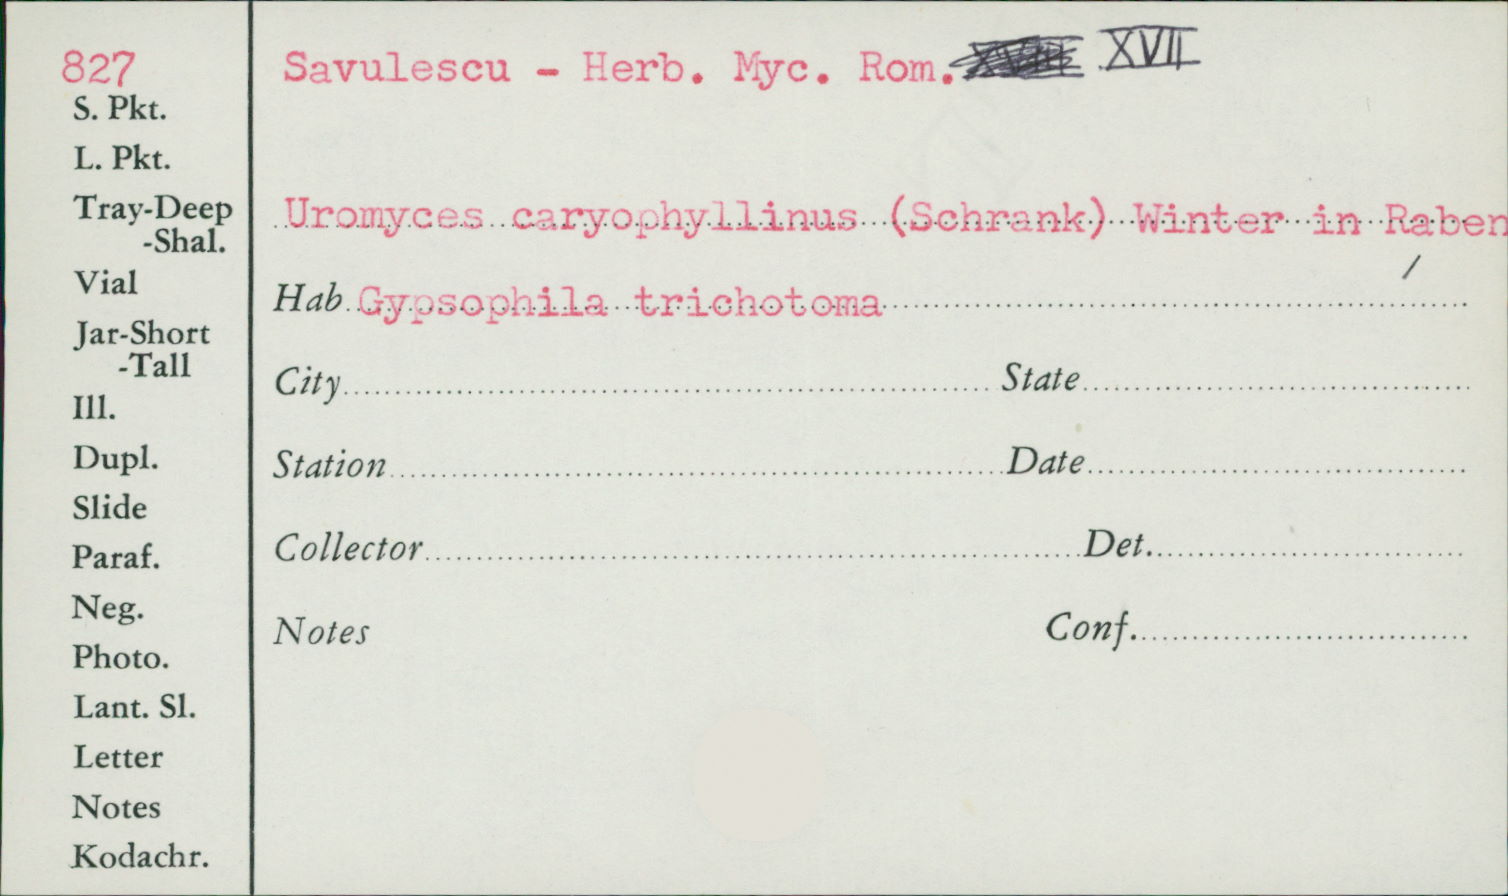 827
Savulescu - Herb. Myc. Rom. XVII
S. Pkt.
L. Pkt.
Tray-Deep
-Shal.
Vial
Jar-Short
-Tall
Ill.
Dupl.
Slide
Paraf.
Neg.
Photo.
Lant. Sl.
Letter
Notes
Kodachr.
Uromyces caryophyllinus (Schrank) Winter in Raben
Hab Gypsophila trichotoma
City State
Station Date
Collector Det.
Notes Conf.